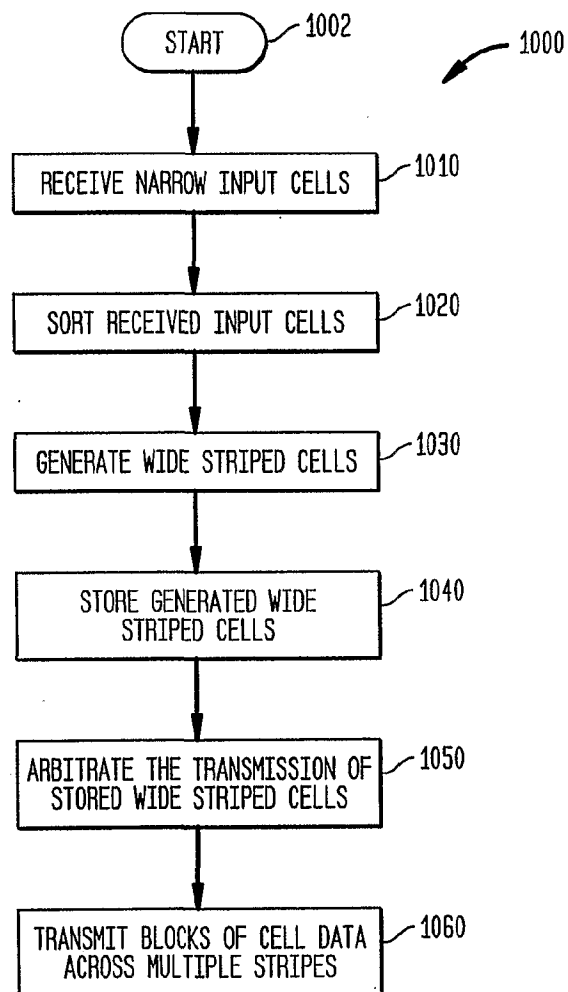 START
1002
1000
RECEIVE NARROW INPUT CELLS
1010
SORT RECEIVED INPUT CELLS
1020
GENERATE WIDE STRIPED CELLS
1030
STORE GENERATED WIDE
STRIPED CELLS
1040
ARBITRATE THE TRANSMISSION OF
STORED WIDE STRIPED CELLS
1050
TRANSMIT BLOCKS OF CELL DATA
ACROSS MULTIPLE STRIPES
1060